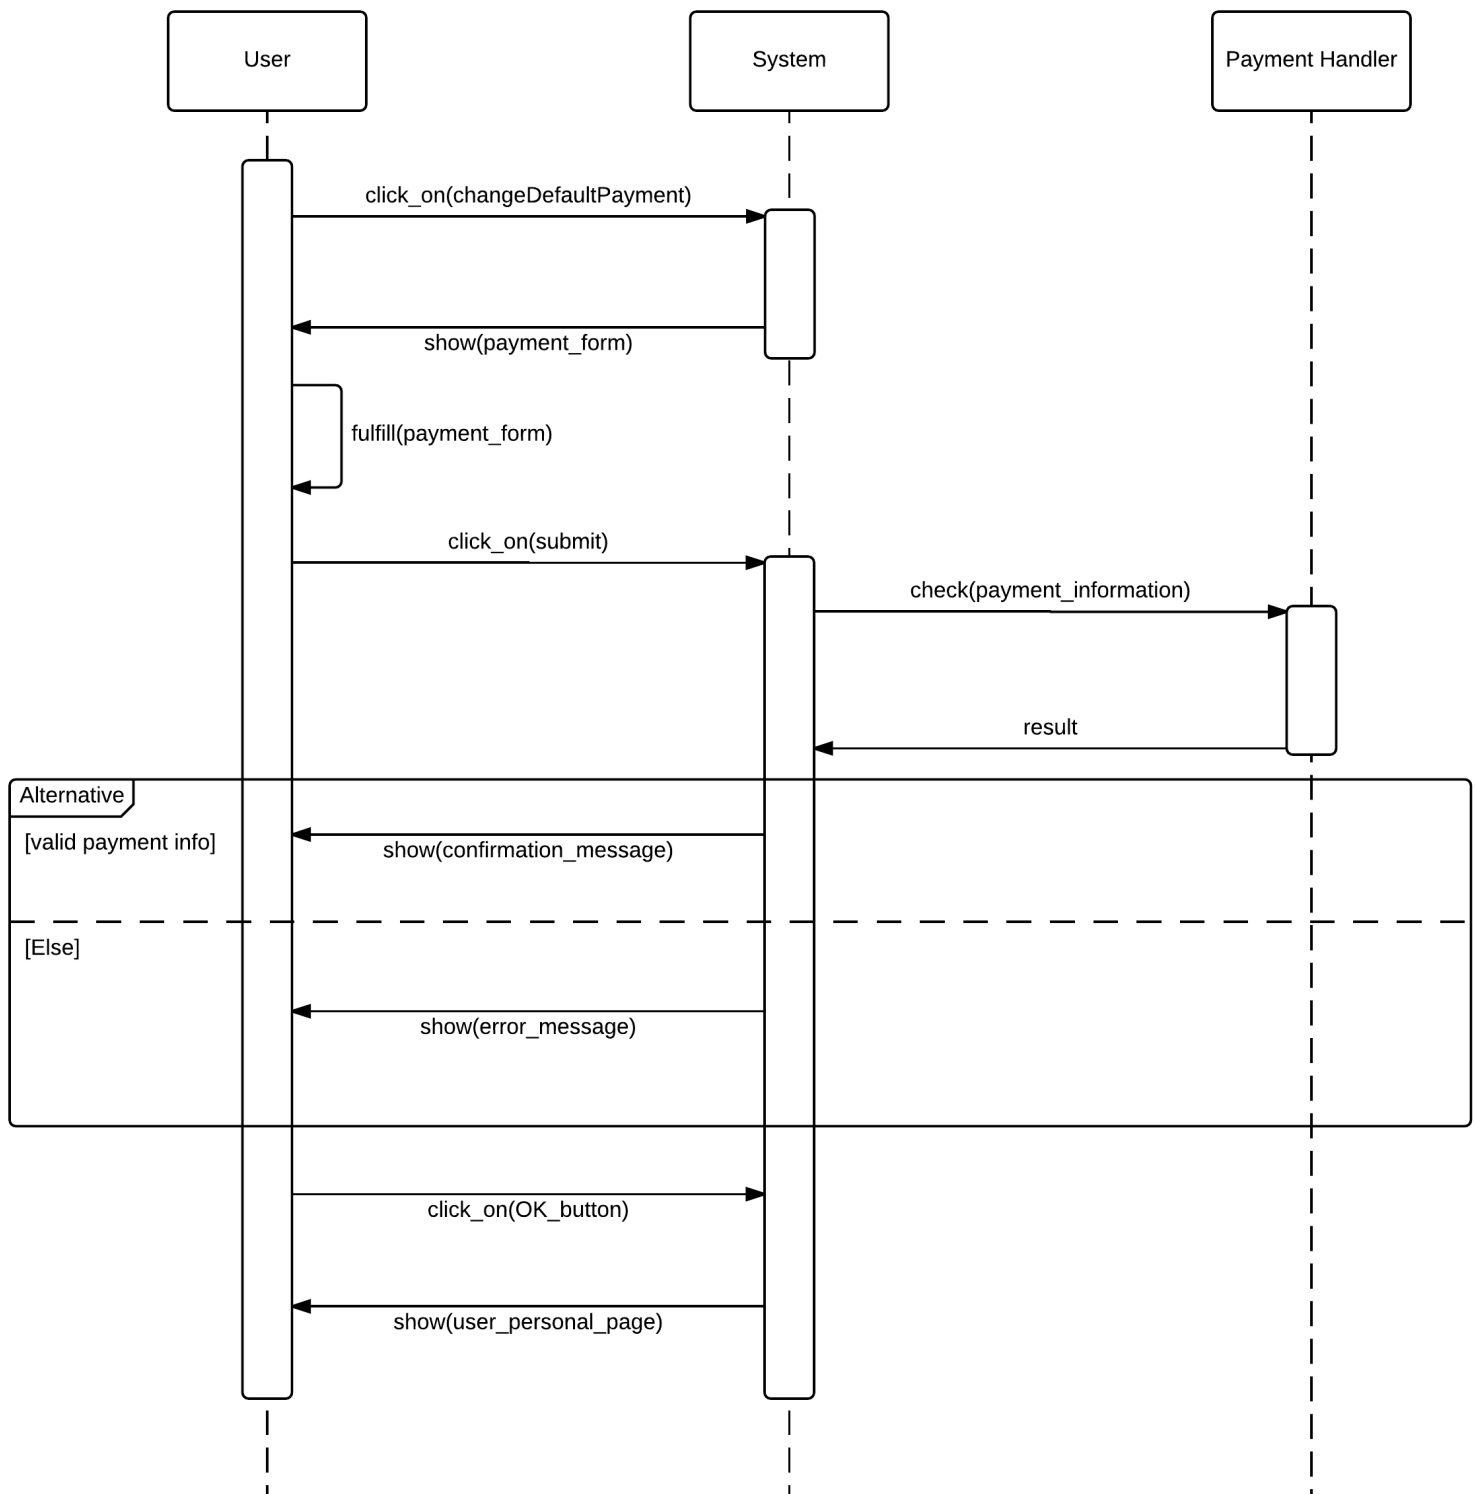 User
System
Payment Handler
click_on(changeDefaultPayment)
show(payment_form)
fulfill(payment_form)
click_on(submit)
check(payment_information)
result
Alternative
[valid payment info]
show(confirmation_message)
[Else]
show(error_message)
click_on(OK_button)
show(user_personal_page)